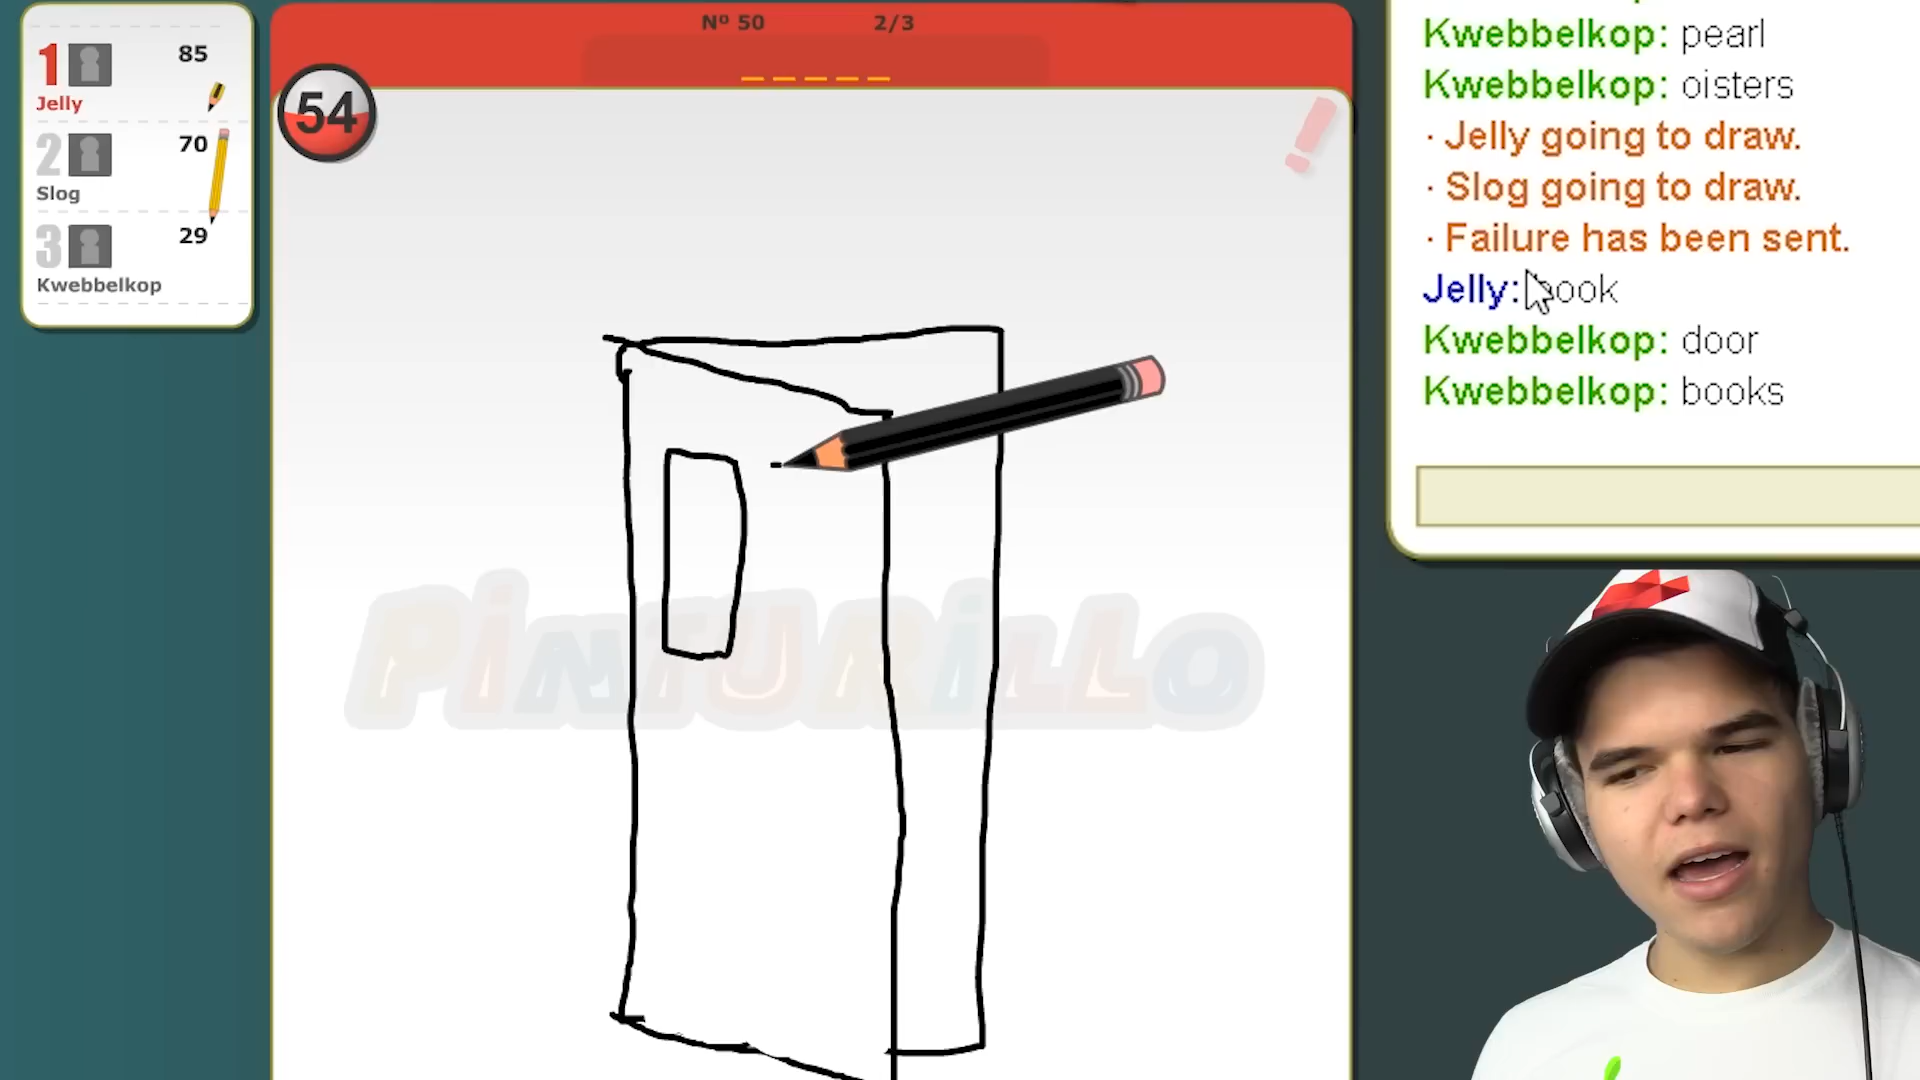 1
85
Jelly
2
70
Slog
3
29
Kwebbelkop
Nº 50
2/3
54
!
PINTURILLO
Kwebbelkop: pearl
Kwebbelkop: oisters
· Jelly going to draw.
· Slog going to draw.
· Failure has been sent.
Jelly: book
Kwebbelkop: door
Kwebbelkop: books